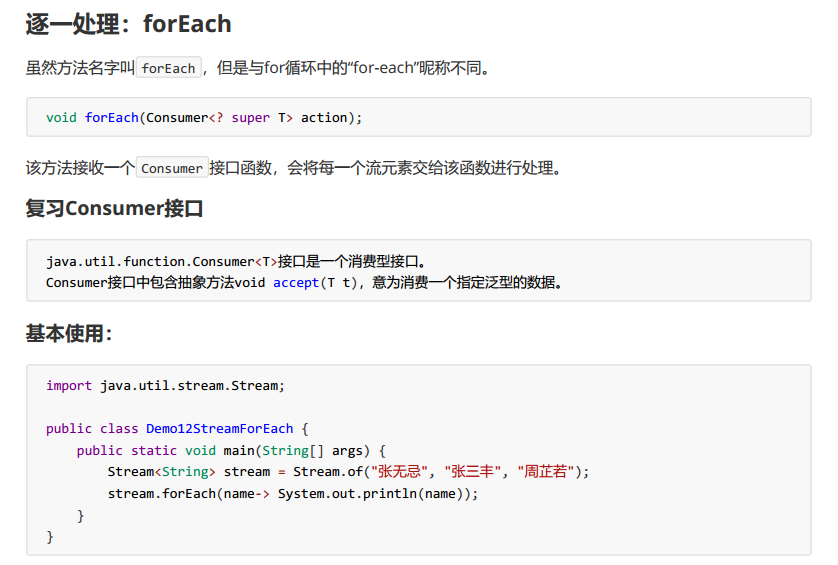 逐一处理：forEach
虽然方法名字叫 forEach ，但是与for循环中的“for-each”昵称不同。
void forEach(Consumer<? super T> action);
该方法接收一个 Consumer 接口函数，会将每一个流元素交给该函数进行处理。
复习Consumer接口
java.util.function.Consumer<T>接口是一个消费型接口。
Consumer接口中包含抽象方法void accept(T t)，意为消费一个指定泛型的数据。
基本使用：
import java.util.stream.Stream;
public class Demo12StreamForEach {
    public static void main(String[] args) {
        Stream<String> stream = Stream.of("张无忌", "张三丰", "周芷若");
        stream.forEach(name-> System.out.println(name));
    }
}